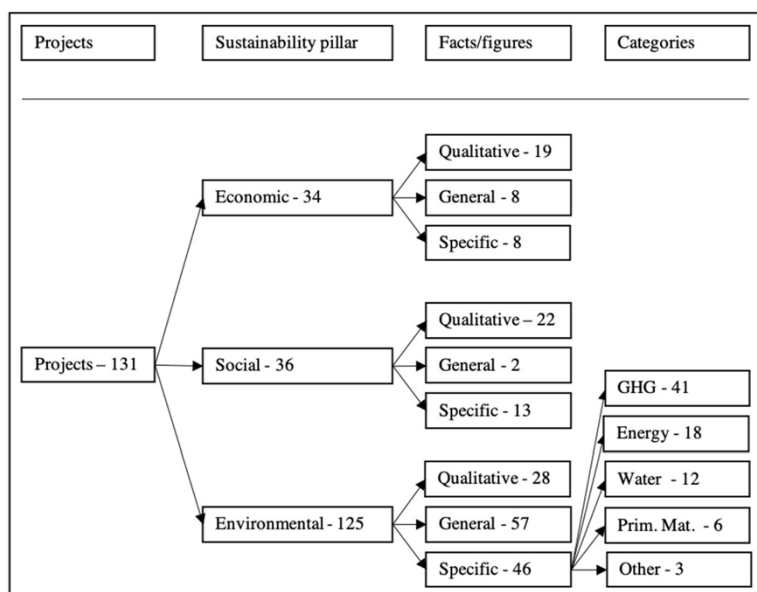 Projects
Sustainability pillar
Facts/figures
Categories
Qualitative - 19
Economic - 34
General - 8
Specific - 8
Qualitative – 22
Projects – 131
Social - 36
General - 2
Specific - 13
GHG - 41
Energy - 18
Qualitative - 28
Water - 12
Environmental - 125
General - 57
Prim. Mat. - 6
Specific - 46
Other - 3